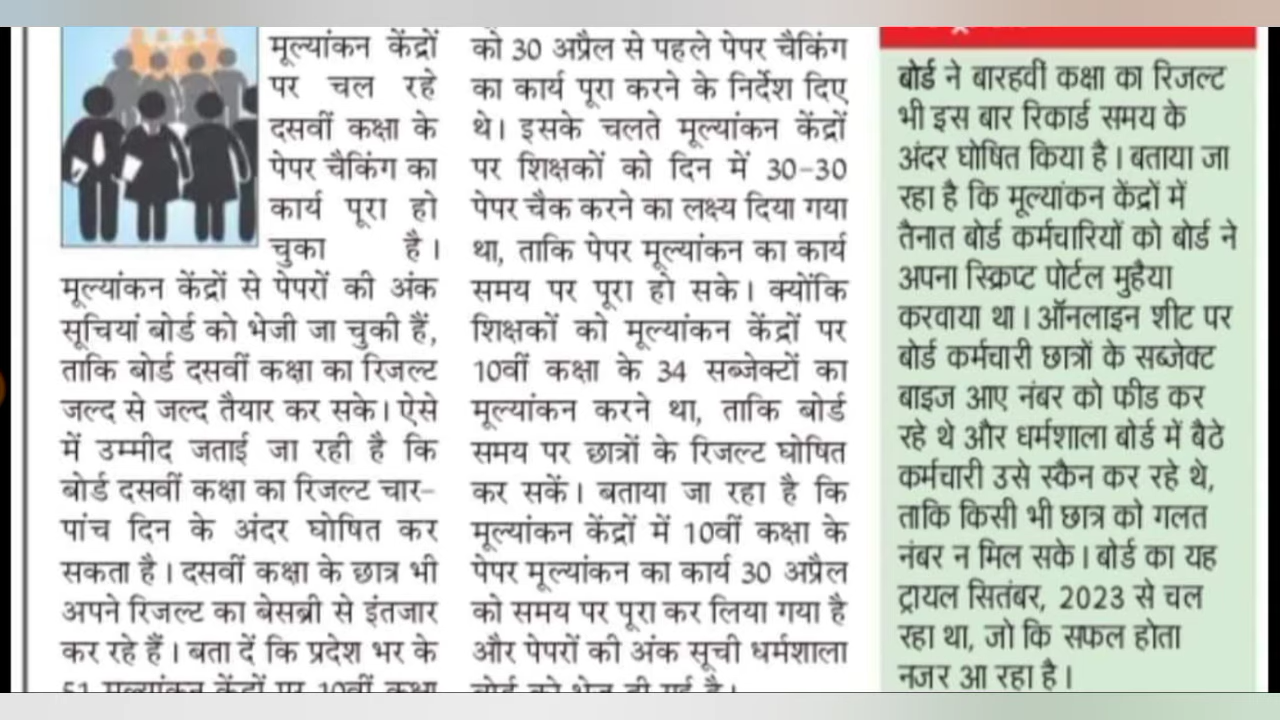 मूल्यांकन केंद्रों
पर चल रहे
दसवीं कक्षा के
पेपर चैकिंग का
कार्य पूरा हो
चुका है।
मूल्यांकन केंद्रों से पेपरों की अंक
सूचियां बोर्ड को भेजी जा चुकी हैं,
ताकि बोर्ड दसवीं कक्षा का रिजल्ट
जल्द से जल्द तैयार कर सके। ऐसे
में उम्मीद जताई जा रही है कि
बोर्ड दसवीं कक्षा का रिजल्ट चार-
पांच दिन के अंदर घोषित कर
सकता है। दसवीं कक्षा के छात्र भी
अपने रिजल्ट का बेसब्री से इंतजार
कर रहे हैं। बता दें कि प्रदेश भर के
51 मूल्यांकन केंद्रों पर 10वीं कक्षा
को 30 अप्रैल से पहले पेपर चैकिंग
का कार्य पूरा करने के निर्देश दिए
थे। इसके चलते मूल्यांकन केंद्रों
पर शिक्षकों को दिन में 30-30
पेपर चैक करने का लक्ष्य दिया गया
था, ताकि पेपर मूल्यांकन का कार्य
समय पर पूरा हो सके। क्योंकि
शिक्षकों को मूल्यांकन केंद्रों पर
10वीं कक्षा के 34 सब्जेक्टों का
मूल्यांकन करने था, ताकि बोर्ड
समय पर छात्रों के रिजल्ट घोषित
कर सकें। बताया जा रहा है कि
मूल्यांकन केंद्रों में 10वीं कक्षा के
पेपर मूल्यांकन का कार्य 30 अप्रैल
को समय पर पूरा कर लिया गया है
और पेपरों की अंक सूची धर्मशाला
बोर्ड को भेज दी गई है।
बोर्ड ने बारहवीं कक्षा का रिजल्ट
भी इस बार रिकार्ड समय के
अंदर घोषित किया है। बताया जा
रहा है कि मूल्यांकन केंद्रों में
तैनात बोर्ड कर्मचारियों को बोर्ड ने
अपना स्क्रिप्ट पोर्टल मुहैया
करवाया था। ऑनलाइन शीट पर
बोर्ड कर्मचारी छात्रों के सब्जेक्ट
बाइज आए नंबर को फीड कर
रहे थे और धर्मशाला बोर्ड में बैठे
कर्मचारी उसे स्कैन कर रहे थे,
ताकि किसी भी छात्र को गलत
नंबर न मिल सके। बोर्ड का यह
ट्रायल सितंबर, 2023 से चल
रहा था, जो कि सफल होता
नजर आ रहा है।